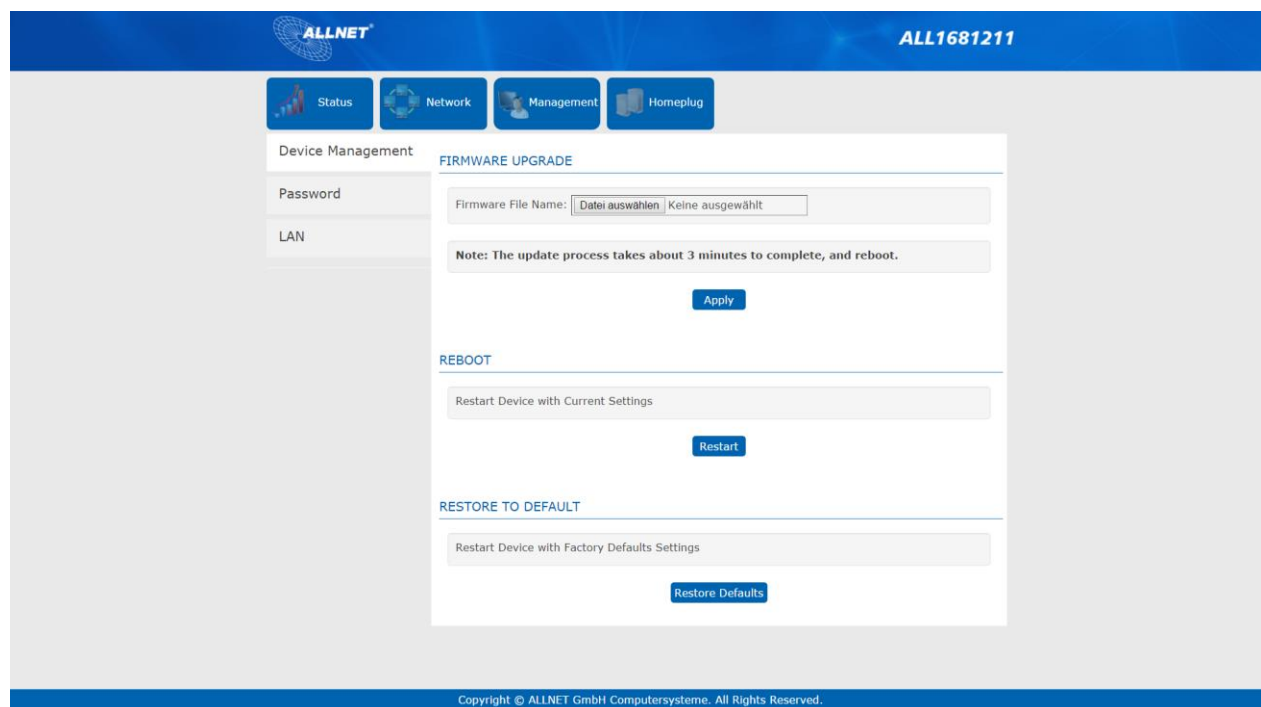 ALLNET®
ALL1681211
Status
Network
Management
Homeplug
Device Management
Password
LAN
FIRMWARE UPGRADE
Firmware File Name: Datei auswählen Keine ausgewählt
Note: The update process takes about 3 minutes to complete, and reboot.
Apply
REBOOT
Restart Device with Current Settings
Restart
RESTORE TO DEFAULT
Restart Device with Factory Defaults Settings
Restore Defaults
Copyright © ALLNET GmbH Computersysteme. All Rights Reserved.